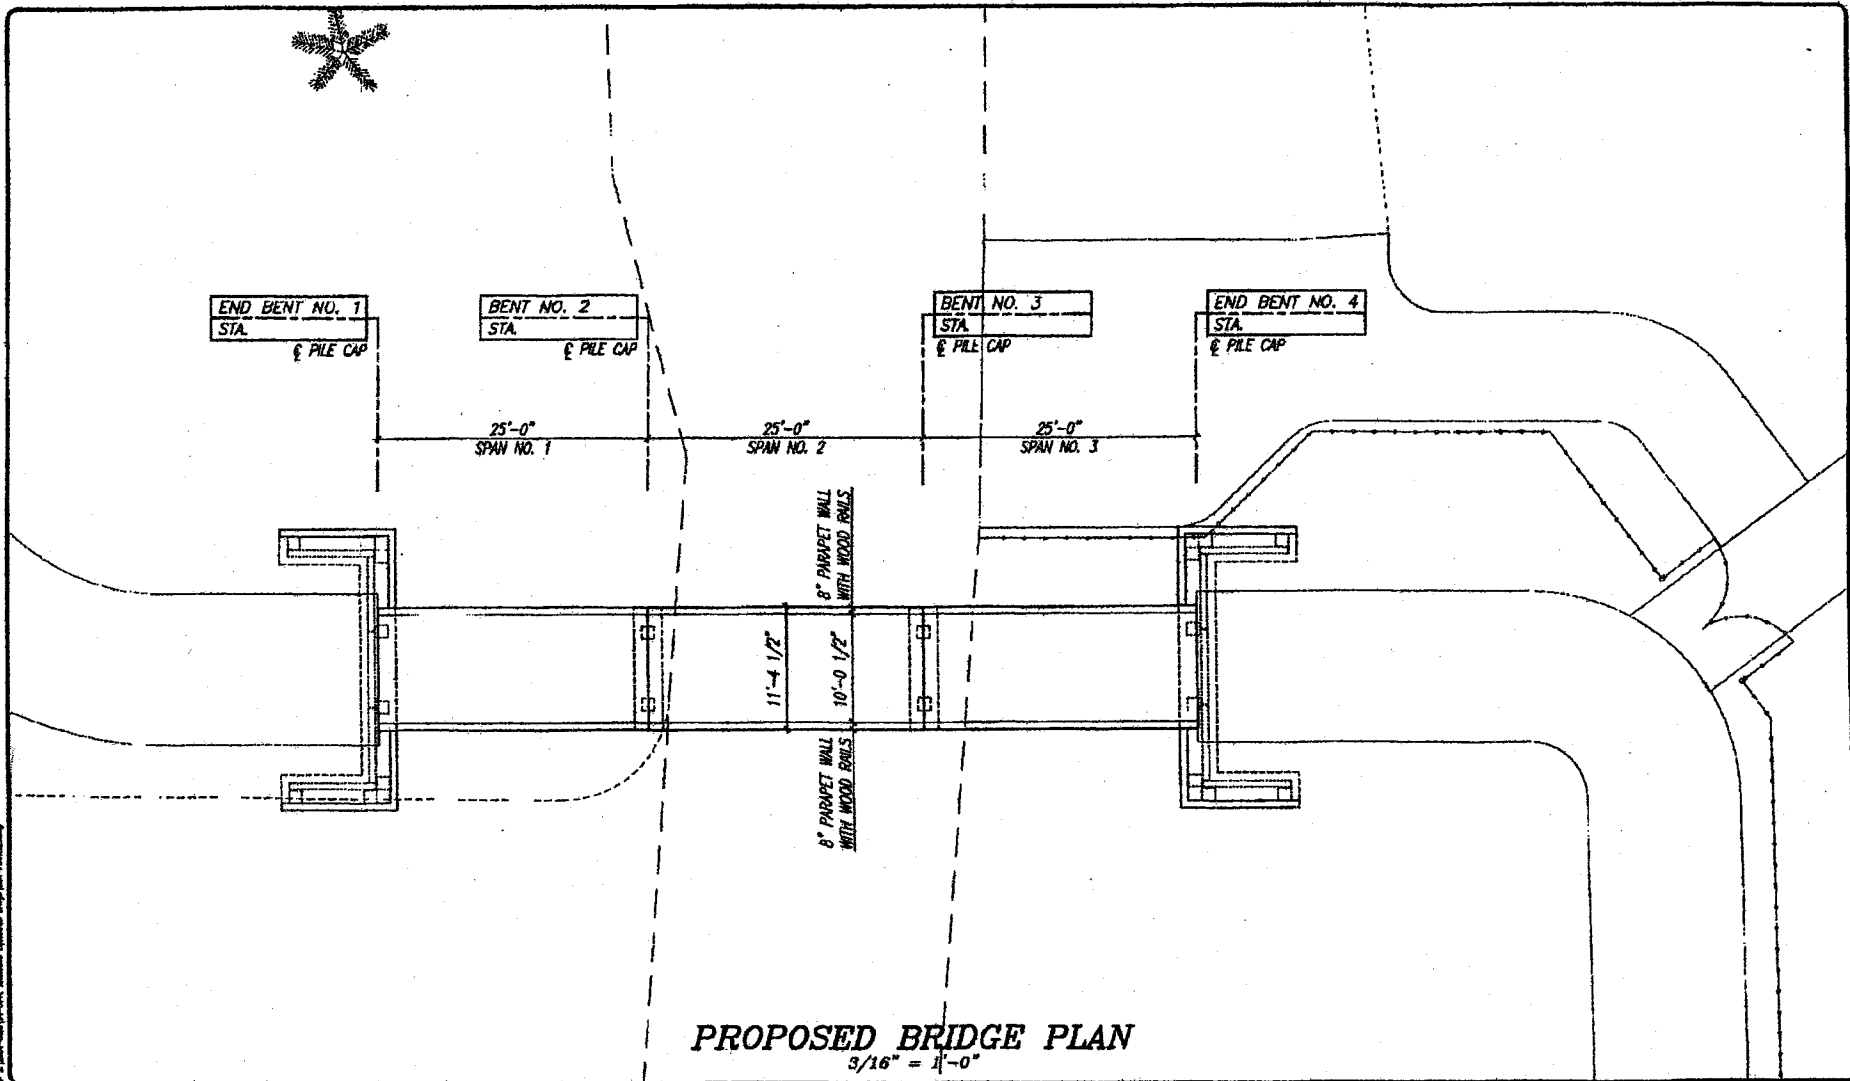 END BENT NO. 1
STA.
℄ PILE CAP
BENT NO. 2
STA.
℄ PILE CAP
BENT NO. 3
STA.
℄ PILE CAP
END BENT NO. 4
STA.
℄ PILE CAP
25'-0"
SPAN NO. 1
25'-0"
SPAN NO. 2
25'-0"
SPAN NO. 3
8" PARAPET WALL
WITH WOOD RAILS
11'-4 1/2"
10'-0 1/2"
8" PARAPET WALL
WITH WOOD RAILS
PROPOSED BRIDGE PLAN
3/16" = 1'-0"